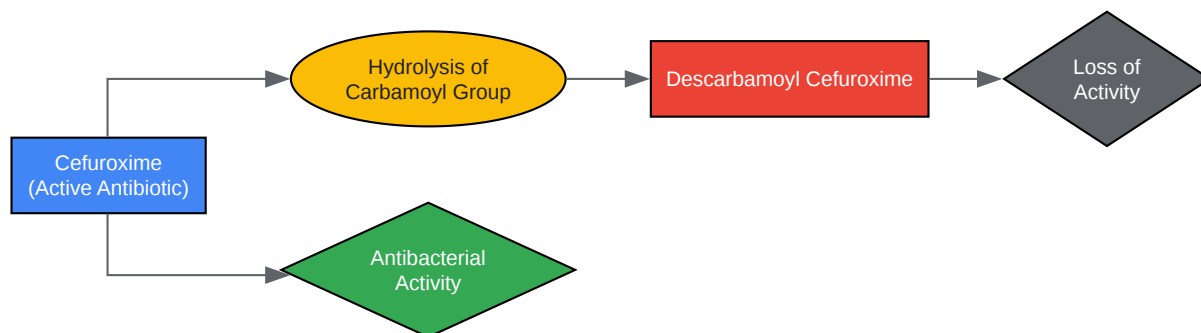 Hydrolysis of
Carbamoyl Group
Descarbamoyl Cefuroxime
Loss of
Activity
Cefuroxime
(Active Antibiotic)
Antibacterial
Activity